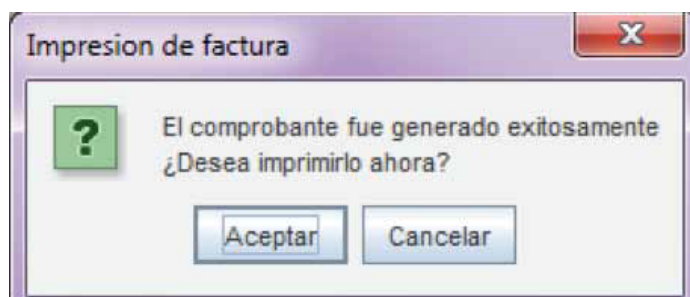 Impresion de factura
El comprobante fue generado exitosamente
¿Desea imprimirlo ahora?
Aceptar
Cancelar